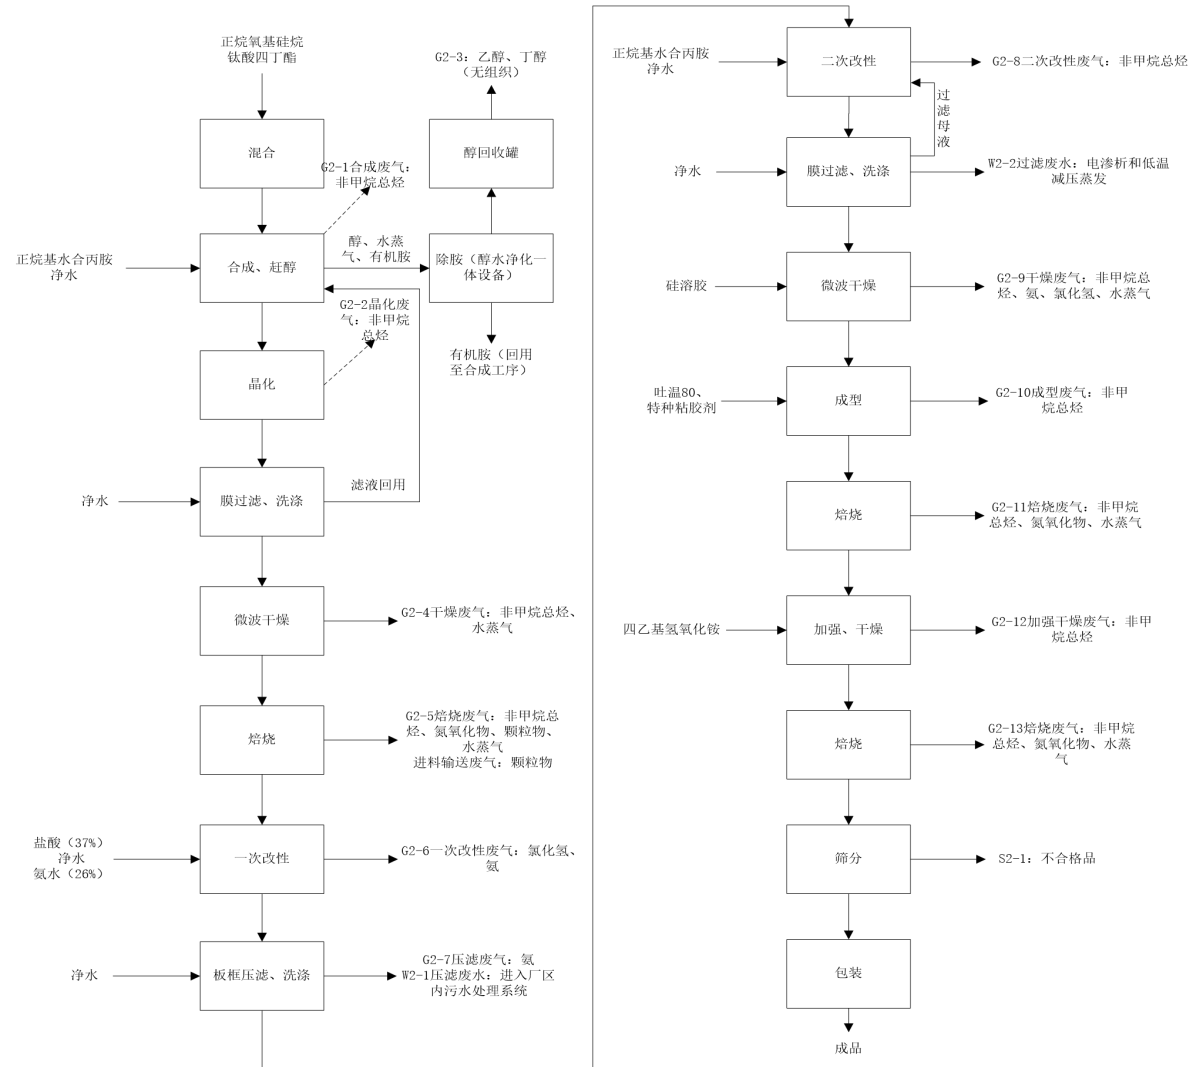 正烷氧基硅烷
钛酸四丁酯
混合
G2-1合成废气：
非甲烷总烃
G2-3：乙醇、丁醇
（无组织）
醇回收罐
正烷基水合丙胺
净水
合成、赶醇
醇、水蒸
气、有机胺
除胺（醇水净化一
体设备）
有机胺（回用
至合成工序）
G2-2晶化废
气：非甲烷
总烃
晶化
净水
膜过滤、洗涤
滤液回用
微波干燥
G2-4干燥废气：非甲烷总烃、
水蒸气
焙烧
G2-5焙烧废气：非甲烷总
烃、氮氧化物、颗粒物、
水蒸气
进料输送废气：颗粒物
盐酸（37%）
净水
氨水（26%）
一次改性
G2-6一次改性废气：氯化氢、
氨
净水
板框压滤、洗涤
G2-7压滤废气：氨
W2-1压滤废水：进入厂区
内污水处理系统
正烷基水合丙胺
净水
二次改性
G2-8二次改性废气：非甲烷总烃
过
滤
母
液
净水
膜过滤、洗涤
W2-2过滤废水：电渗析和低温
减压蒸发
硅溶胶
微波干燥
G2-9干燥废气：非甲烷总
烃、氨、氯化氢、水蒸气
吐温80、
特种粘胶剂
成型
G2-10成型废气：非甲
烷总烃
焙烧
G2-11焙烧废气：非甲烷
总烃、氮氧化物、水蒸气
四乙基氢氧化铵
加强、干燥
G2-12加强干燥废气：非甲
烷总烃
焙烧
G2-13焙烧废气：非甲烷
总烃、氮氧化物、水蒸
气
筛分
S2-1：不合格品
包装
成品